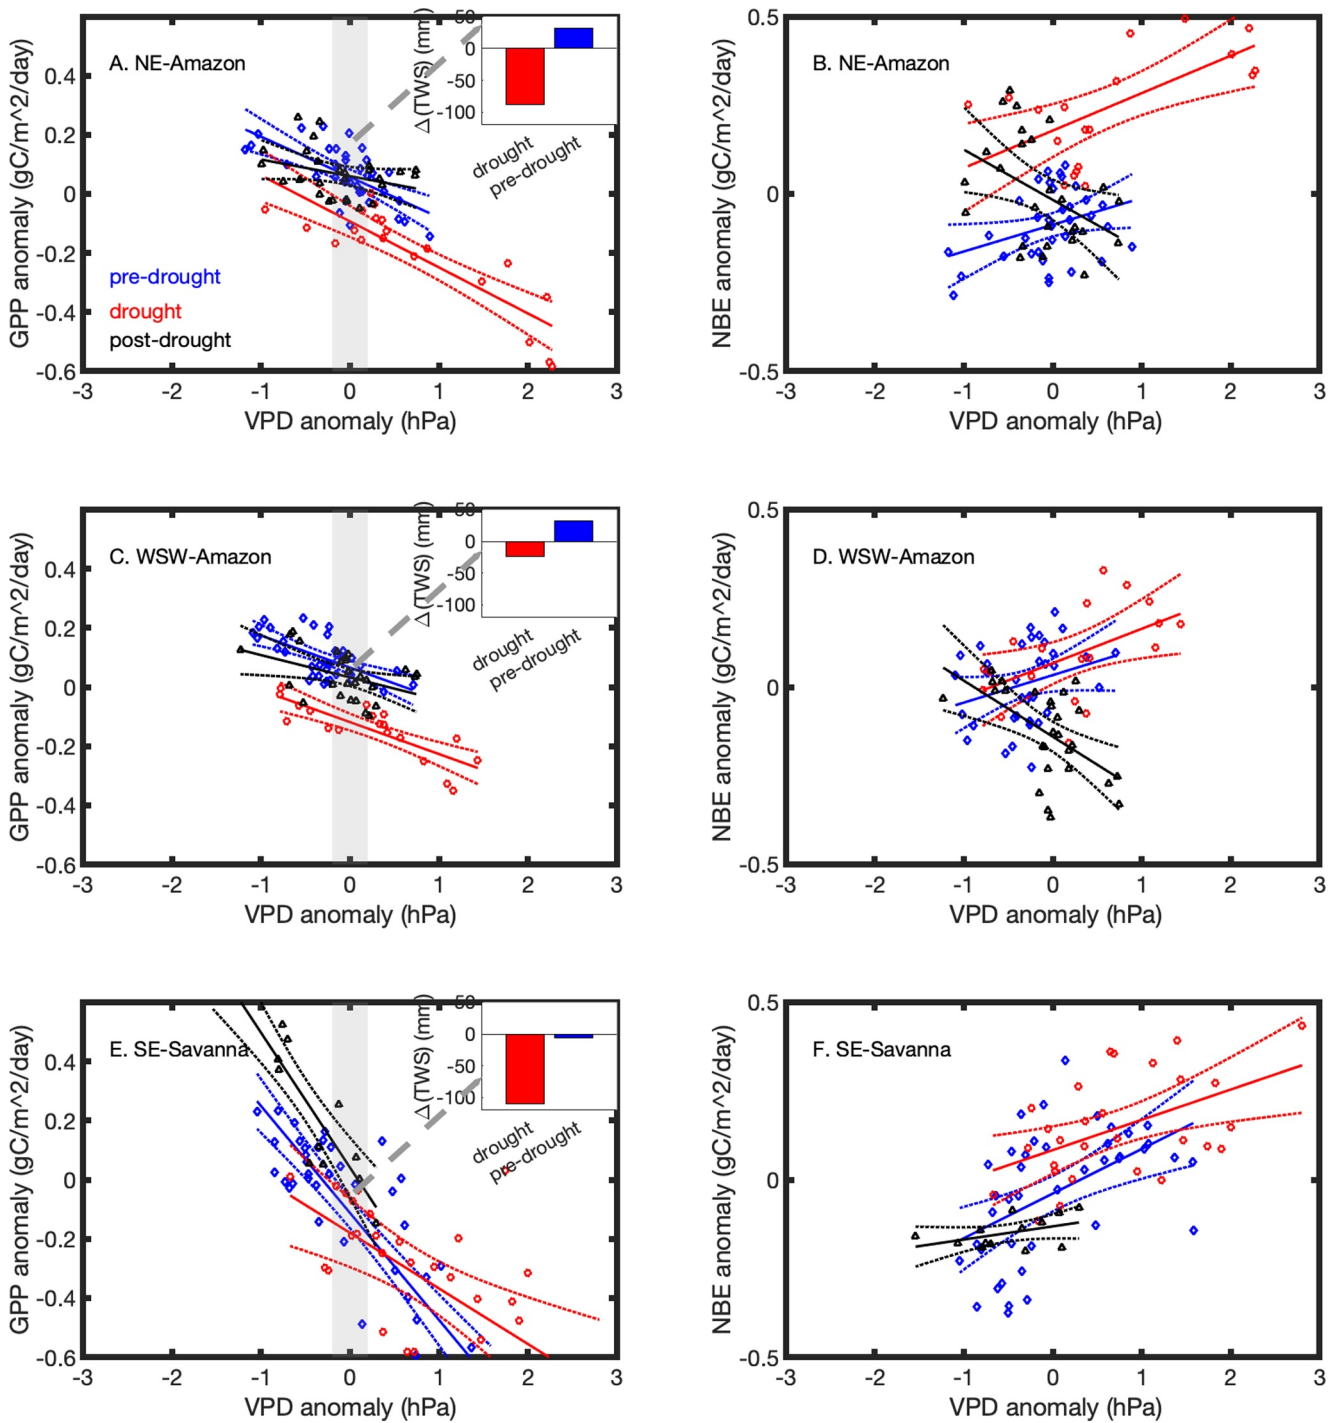 A. NE-Amazon
GPP anomaly (gC/m^2/day)
0.4
0.2
0
-0.2
-0.4
-0.6
pre-drought
drought
post-drought
-3 -2 -1 0 1 2 3
VPD anomaly (hPa)
Δ(TWS) (mm)
50
0
-50
-100
drought
pre-drought
B. NE-Amazon
NBE anomaly (gC/m^2/day)
0.5
0
-0.5
-3 -2 -1 0 1 2 3
VPD anomaly (hPa)
C. WSW-Amazon
GPP anomaly (gC/m^2/day)
0.4
0.2
0
-0.2
-0.4
-0.6
-3 -2 -1 0 1 2 3
VPD anomaly (hPa)
Δ(TWS) (mm)
50
0
-50
-100
drought
pre-drought
D. WSW-Amazon
NBE anomaly (gC/m^2/day)
0.5
0
-0.5
-3 -2 -1 0 1 2 3
VPD anomaly (hPa)
E. SE-Savanna
GPP anomaly (gC/m^2/day)
0.4
0.2
0
-0.2
-0.4
-0.6
-3 -2 -1 0 1 2 3
VPD anomaly (hPa)
Δ(TWS) (mm)
50
0
-50
-100
drought
pre-drought
F. SE-Savanna
NBE anomaly (gC/m^2/day)
0.5
0
-0.5
-3 -2 -1 0 1 2 3
VPD anomaly (hPa)